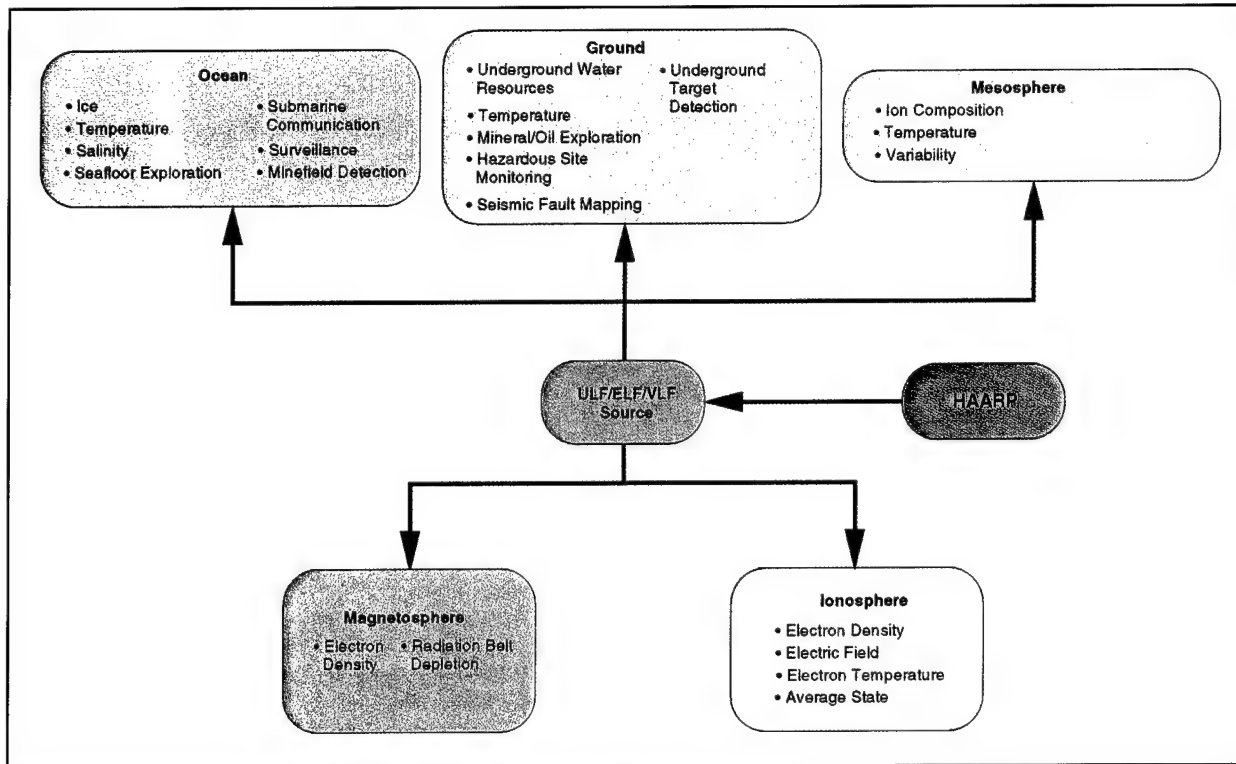 Ocean
• Ice
• Temperature
• Salinity
• Seafloor Exploration
• Submarine
Communication
• Surveillance
• Minefield Detection
Ground
• Underground Water
Resources
• Temperature
• Mineral/Oil Exploration
• Hazardous Site
Monitoring
• Seismic Fault Mapping
• Underground
Target
Detection
Mesosphere
• Ion Composition
• Temperature
• Variability
ULF/ELF/VLF
Source
HAARP
Magnetosphere
• Electron
Density
• Radiation Belt
Depletion
Ionosphere
• Electron Density
• Electric Field
• Electron Temperature
• Average State